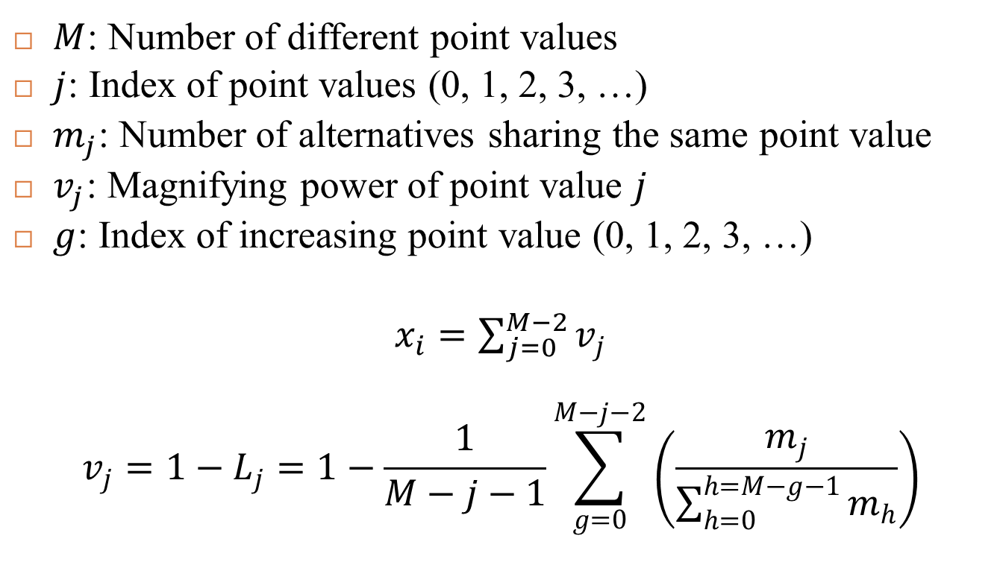 □ 𝑀: Number of different point values
□ 𝑗: Index of point values (0, 1, 2, 3, …)
□ 𝑚ⱼ: Number of alternatives sharing the same point value
□ 𝑣ⱼ: Magnifying power of point value 𝑗
□ 𝑔: Index of increasing point value (0, 1, 2, 3, …)
$x_i = \sum_{j=0}^{M-2} v_j$
$v_j = 1 - L_j = 1 - \frac{1}{M-j-1} \sum_{g=0}^{M-j-2} \left( \frac{m_j}{\sum_{h=0}^{h=M-g-1} m_h} \right)$